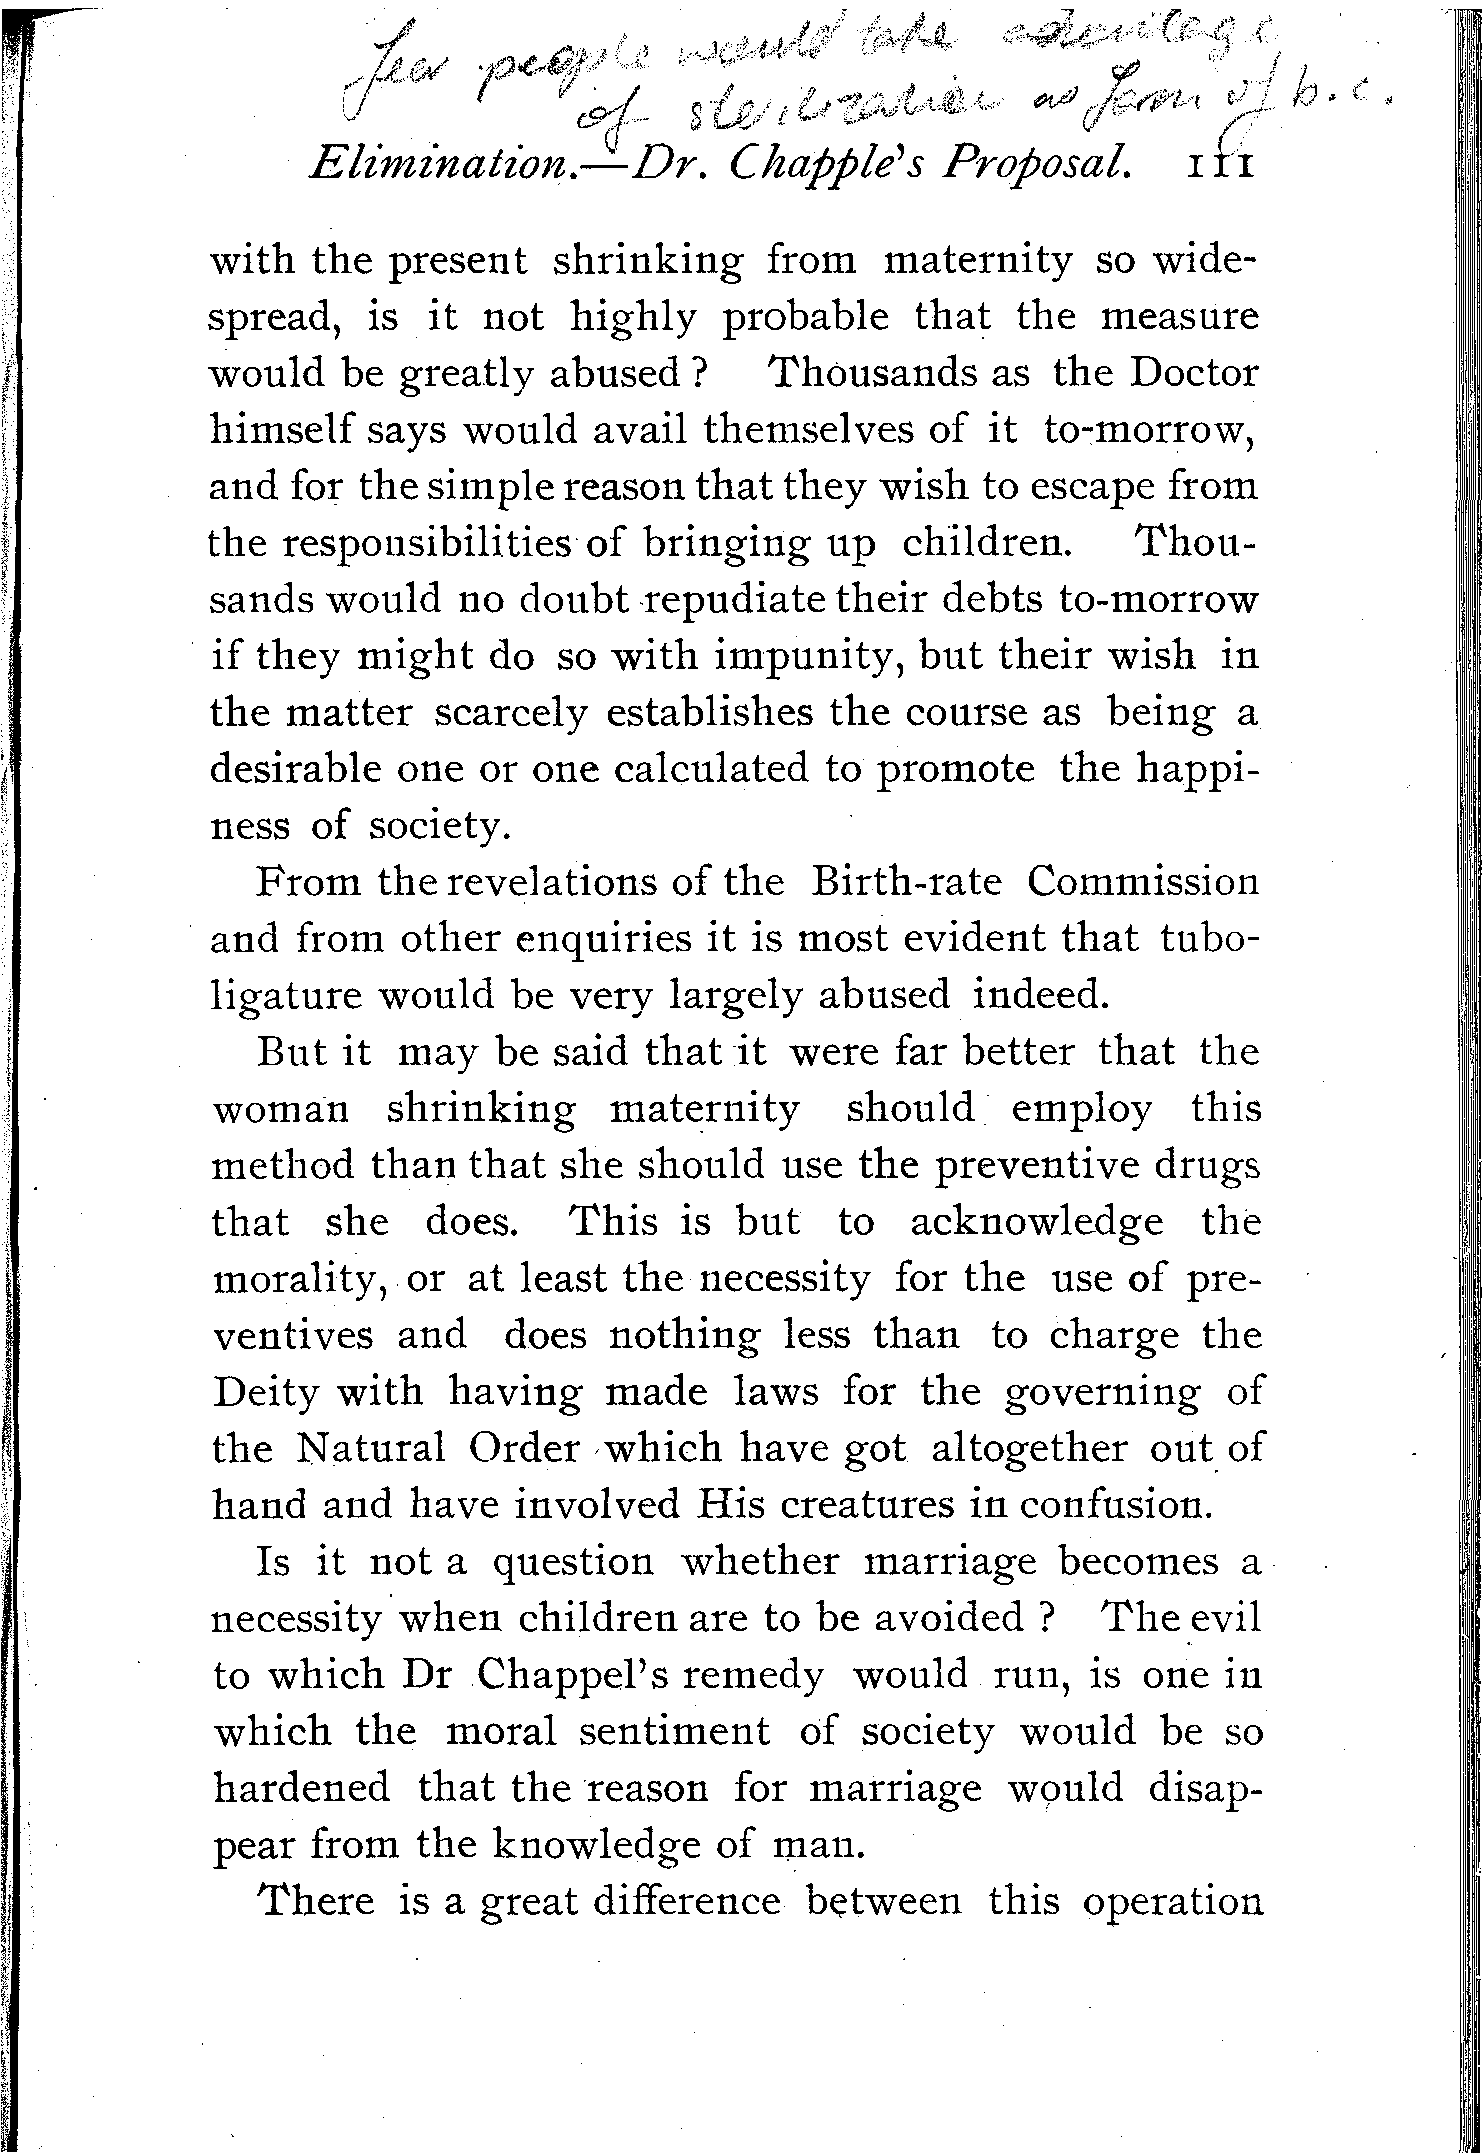 few people would take advantage
of sterilization as form of b.c.
Elimination.—Dr. Chapple's Proposal. 111
with the present shrinking from maternity so wide-
spread, is it not highly probable that the measure
would be greatly abused ? Thousands as the Doctor
himself says would avail themselves of it to-morrow,
and for the simple reason that they wish to escape from
the responsibilities of bringing up children. Thou-
sands would no doubt repudiate their debts to-morrow
if they might do so with impunity, but their wish in
the matter scarcely establishes the course as being a
desirable one or one calculated to promote the happi-
ness of society.
From the revelations of the Birth-rate Commission
and from other enquiries it is most evident that tubo-
ligature would be very largely abused indeed.
But it may be said that it were far better that the
woman shrinking maternity should employ this
method than that she should use the preventive drugs
that she does. This is but to acknowledge the
morality, or at least the necessity for the use of pre-
ventives and does nothing less than to charge the
Deity with having made laws for the governing of
the Natural Order which have got altogether out of
hand and have involved His creatures in confusion.
Is it not a question whether marriage becomes a
necessity when children are to be avoided ? The evil
to which Dr Chappel's remedy would run, is one in
which the moral sentiment of society would be so
hardened that the reason for marriage would disap-
pear from the knowledge of man.
There is a great difference between this operation